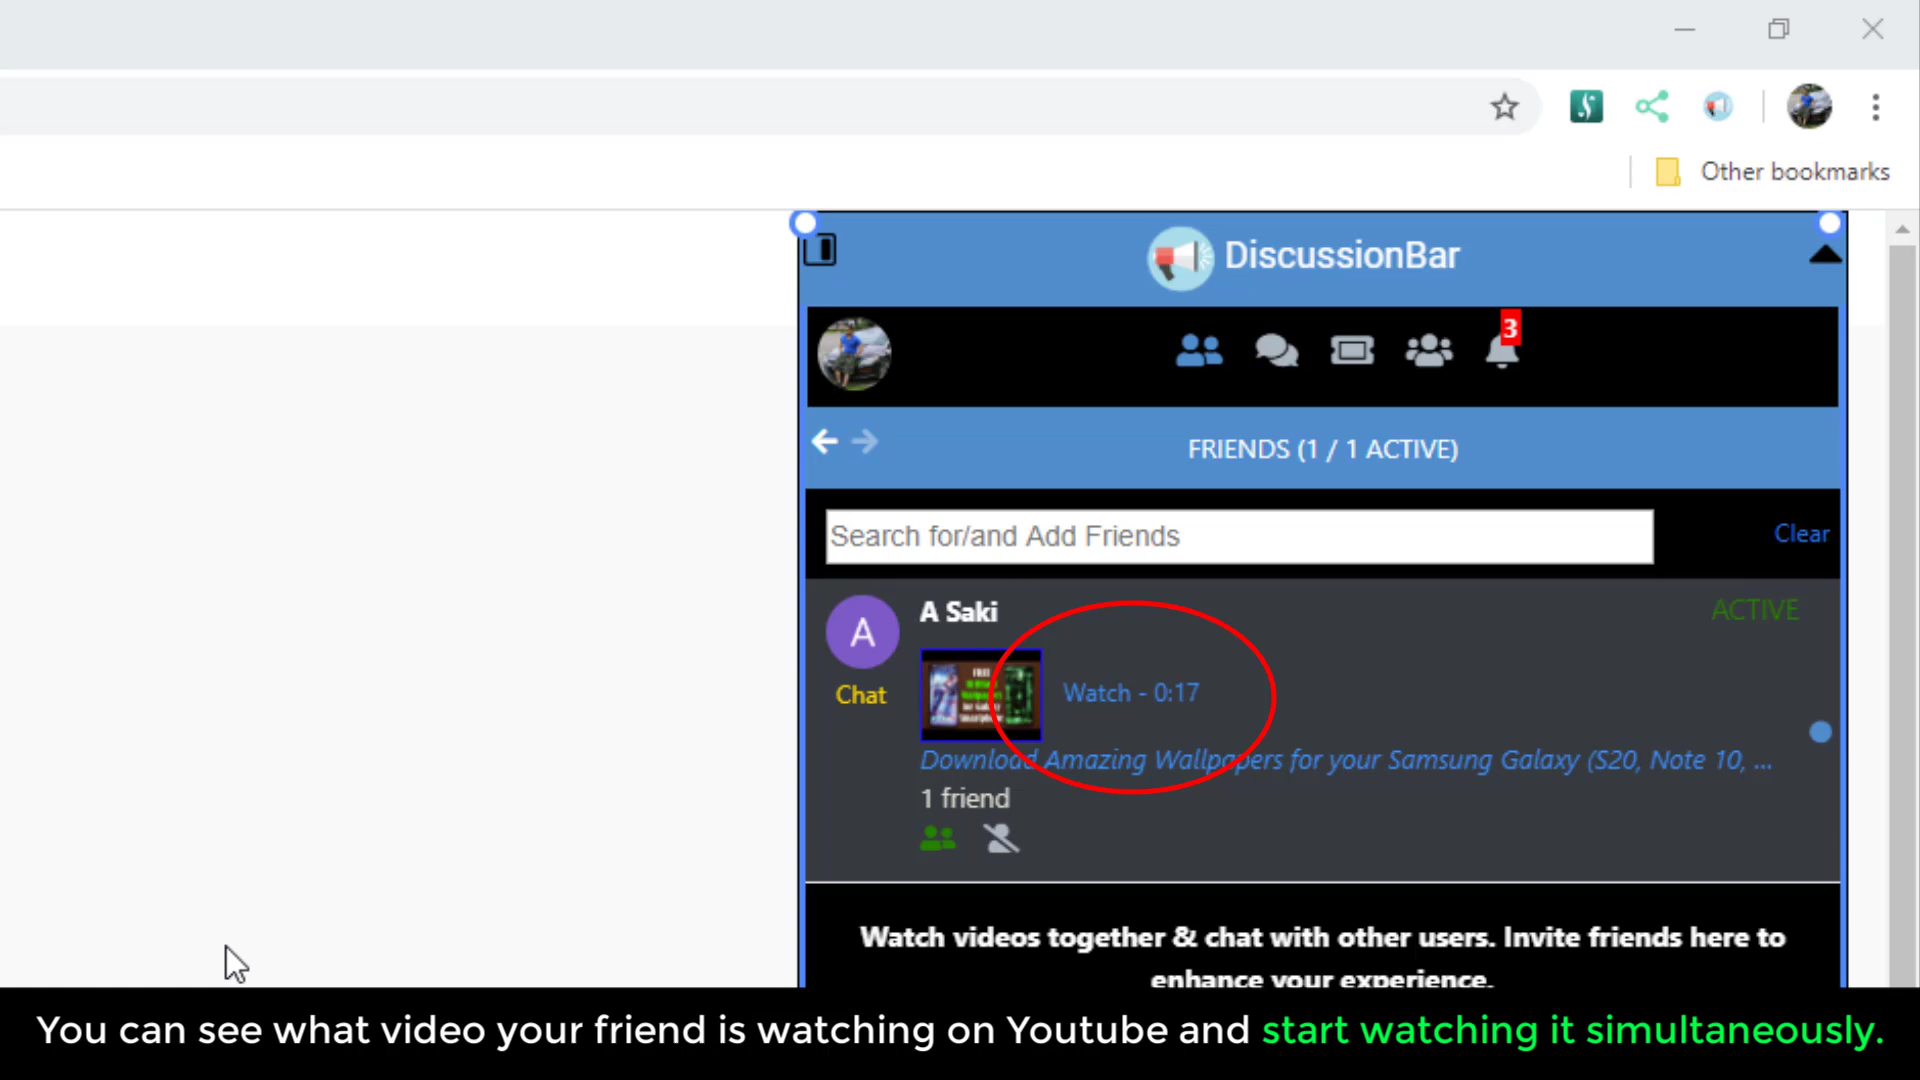 Other bookmarks
DiscussionBar
3
FRIENDS (1 / 1 ACTIVE)
Search for/and Add Friends
Clear
A
A Saki
ACTIVE
Chat
Watch - 0:17
Download Amazing Wallpapers for your Samsung Galaxy (S20, Note 10, ...
1 friend
Watch videos together & chat with other users. Invite friends here to
enhance your experience.
You can see what video your friend is watching on Youtube and start watching it simultaneously.